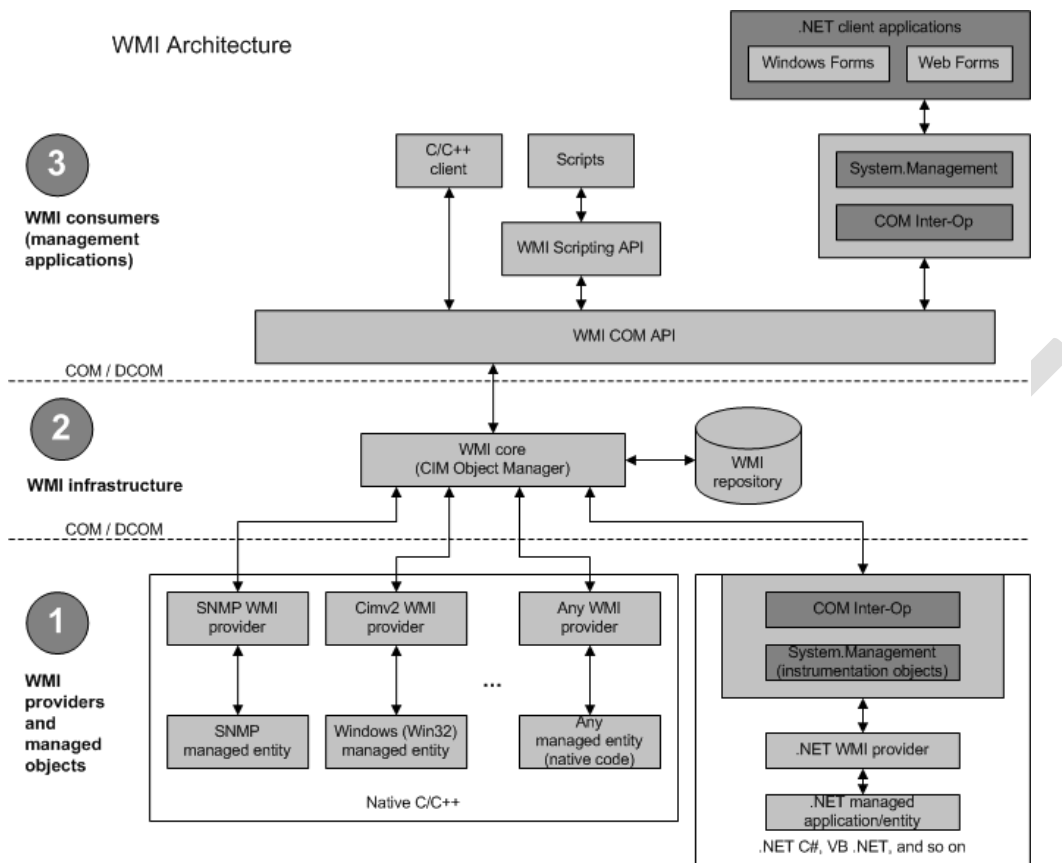 WMI Architecture
.NET client applications
Windows Forms
Web Forms
3
WMI consumers
(management
applications)
C/C++
client
Scripts
WMI Scripting API
System.Management
COM Inter-Op
WMI COM API
COM / DCOM
2
WMI infrastructure
WMI core
(CIM Object Manager)
WMI
repository
COM / DCOM
1
WMI
providers
and
managed
objects
SNMP WMI
provider
Cimv2 WMI
provider
Any WMI
provider
...
SNMP
managed entity
Windows (Win32)
managed entity
Any
managed entity
(native code)
Native C/C++
COM Inter-Op
System.Management
(instrumentation objects)
.NET WMI provider
.NET managed
application/entity
.NET C#, VB .NET, and so on